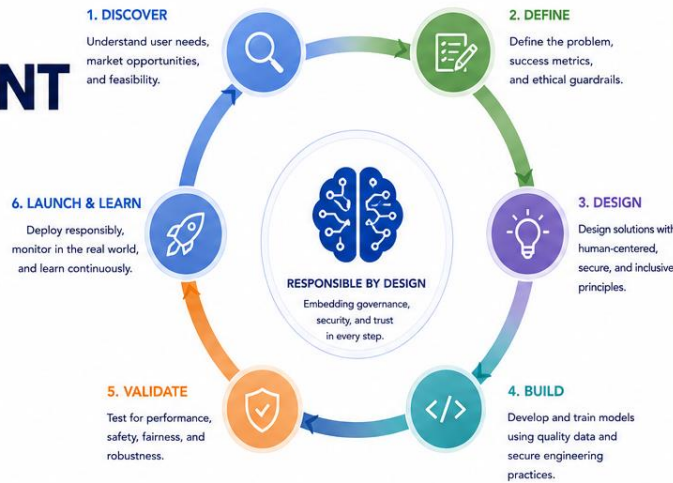 NT
1. DISCOVER
Understand user needs,
market opportunities,
and feasibility.
2. DEFINE
Define the problem,
success metrics,
and ethical guardrails.
3. DESIGN
Design solutions with
human-centered,
secure, and inclusive
principles.
4. BUILD
Develop and train models
using quality data and
secure engineering
practices.
5. VALIDATE
Test for performance,
safety, fairness, and
robustness.
6. LAUNCH & LEARN
Deploy responsibly,
monitor in the real world,
and learn continuously.
RESPONSIBLE BY DESIGN
Embedding governance,
security, and trust
in every step.
</>